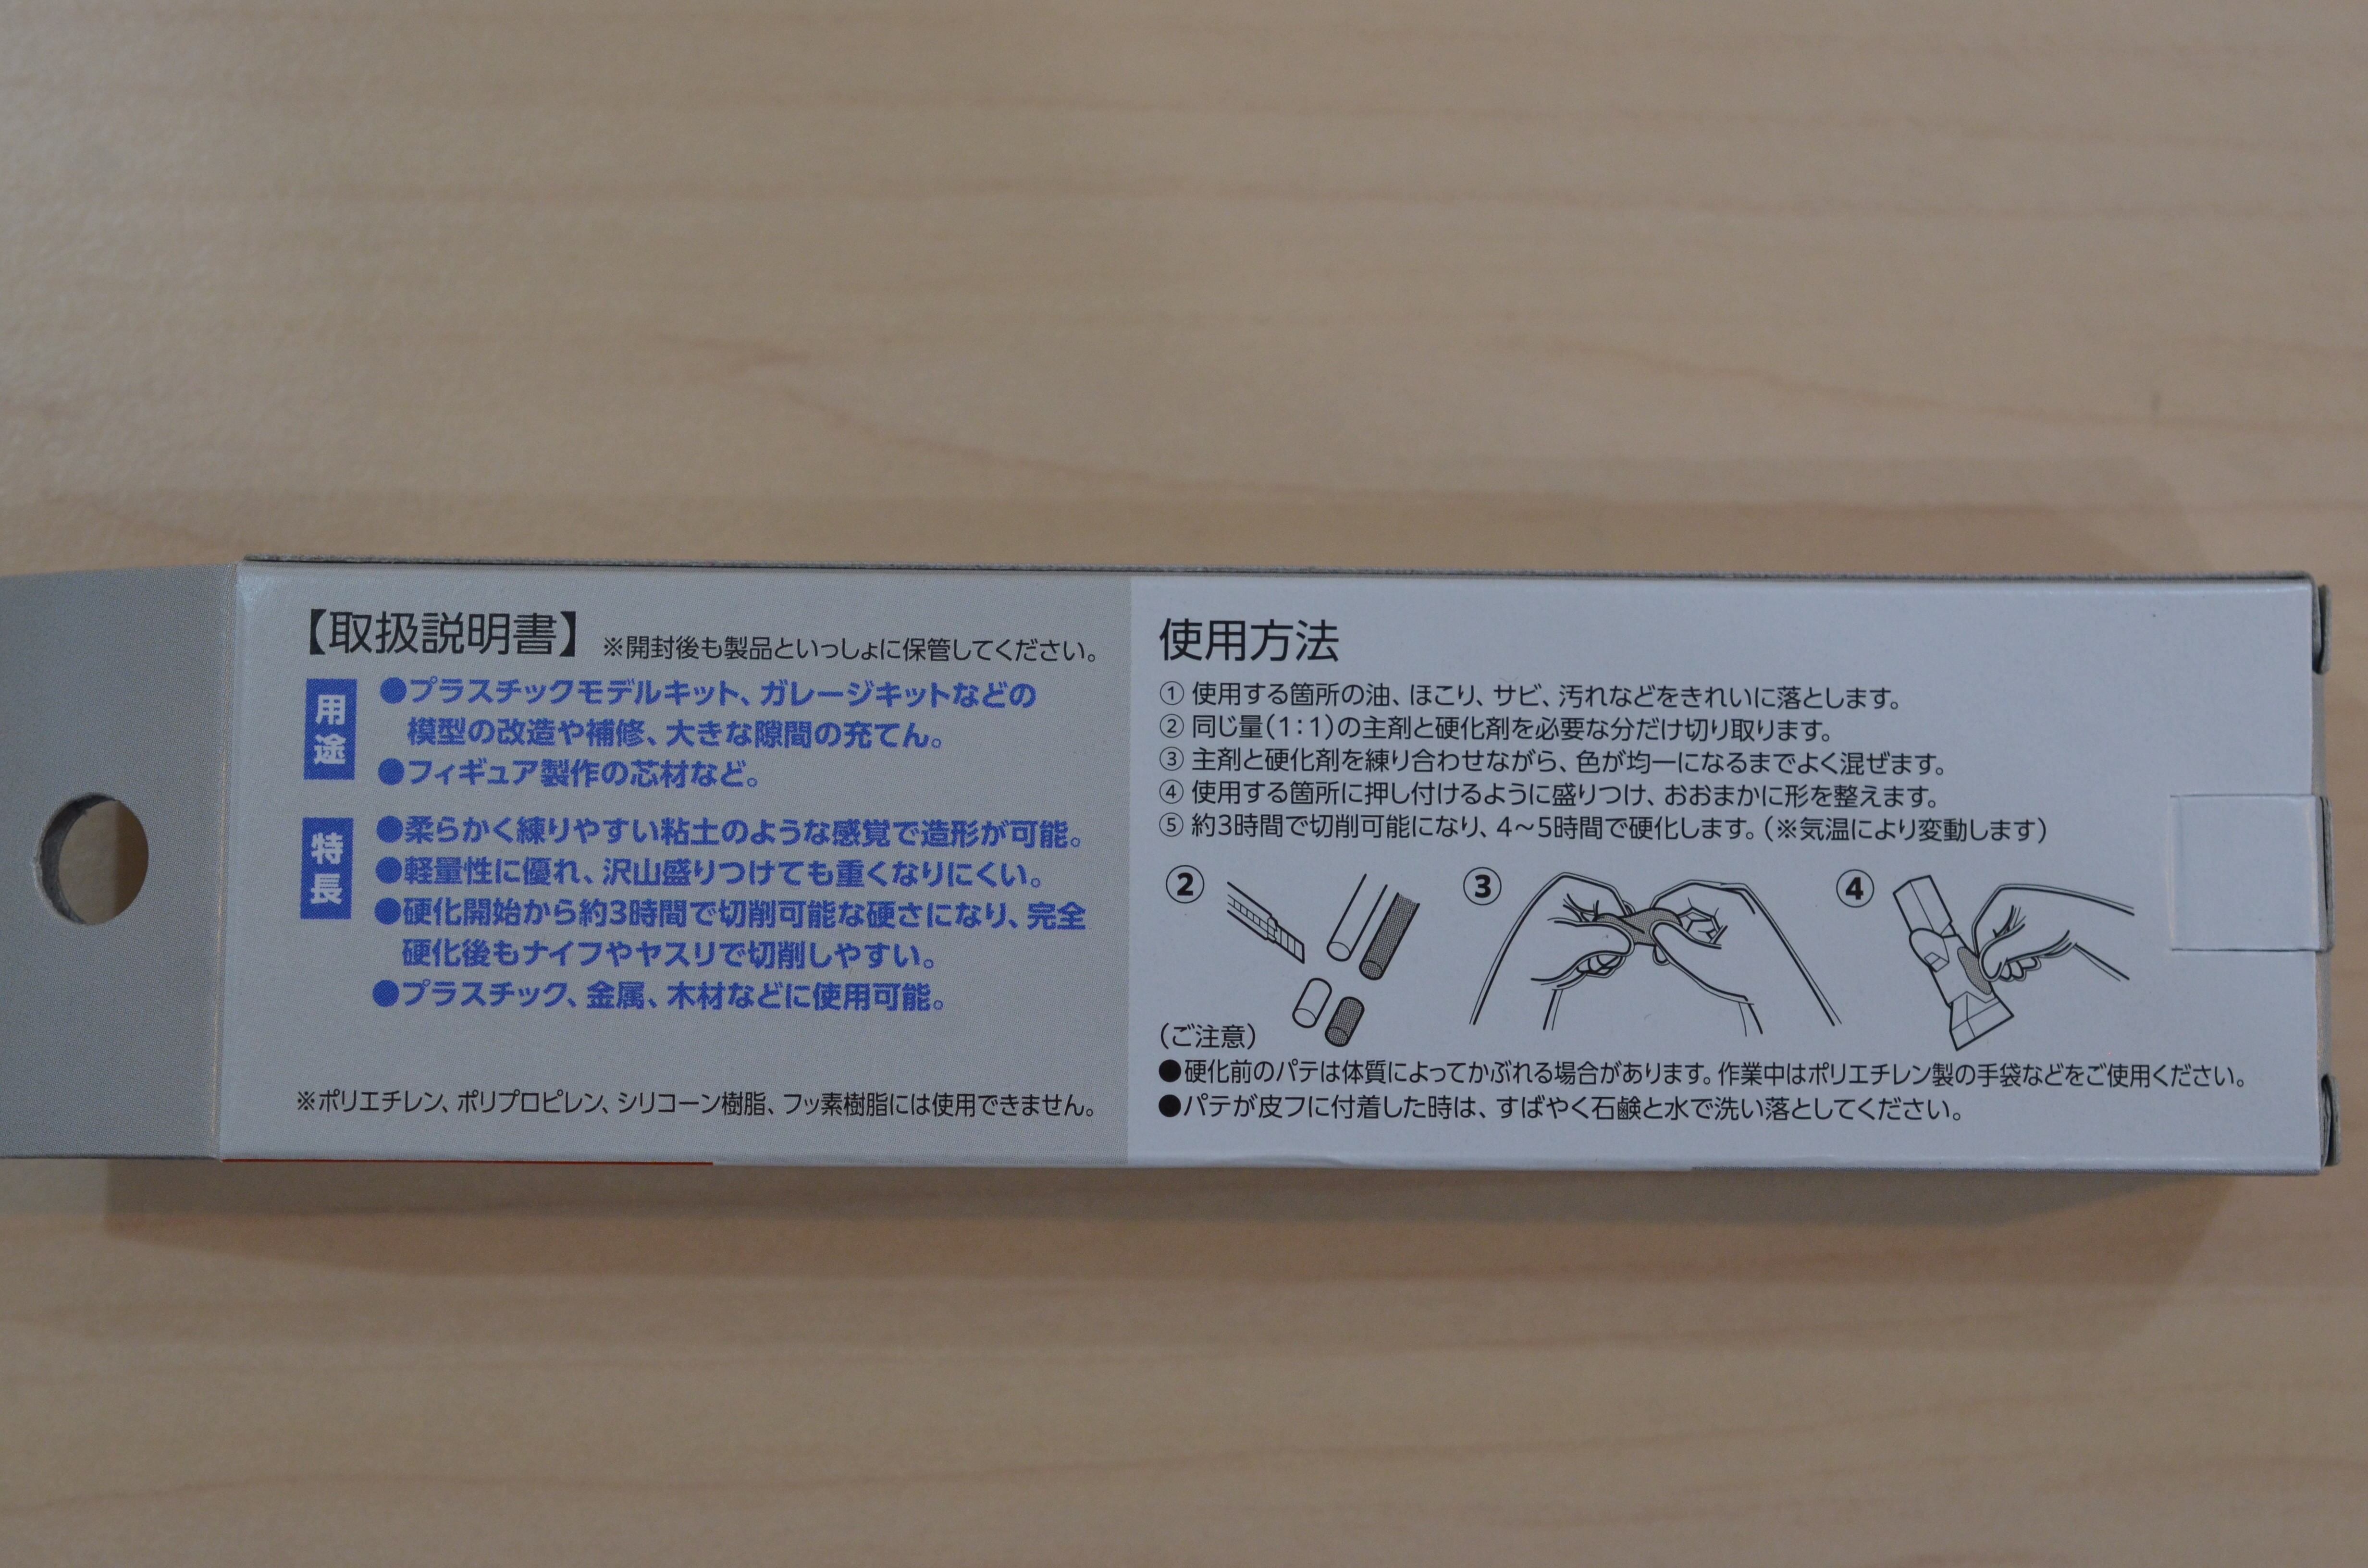 【取扱説明書】 ※開封後も製品といっしょに保管してください。
用途
●プラスチックモデルキット、ガレージキットなどの
模型の改造や補修、大きな隙間の充てん。
●フィギュア製作の芯材など。
特長
●柔らかく練りやすい粘土のような感覚で造形が可能。
●軽量性に優れ、沢山盛りつけても重くなりにくい。
●硬化開始から約3時間で切削可能な硬さになり、完全
硬化後もナイフやヤスリで切削しやすい。
●プラスチック、金属、木材などに使用可能。
※ポリエチレン、ポリプロピレン、シリコーン樹脂、フッ素樹脂には使用できません。
使用方法
① 使用する箇所の油、ほこり、サビ、汚れなどをきれいに落とします。
② 同じ量(1:1)の主剤と硬化剤を必要な分だけ切り取ります。
③ 主剤と硬化剤を練り合わせながら、色が均一になるまでよく混ぜます。
④ 使用する箇所に押し付けるように盛りつけ、おおまかに形を整えます。
⑤ 約3時間で切削可能になり、4〜5時間で硬化します。(※気温により変動します)
② ③ ④
(ご注意)
●硬化前のパテは体質によってかぶれる場合があります。作業中はポリエチレン製の手袋などをご使用ください。
●パテが皮フに付着した時は、すばやく石鹸と水で洗い落としてください。